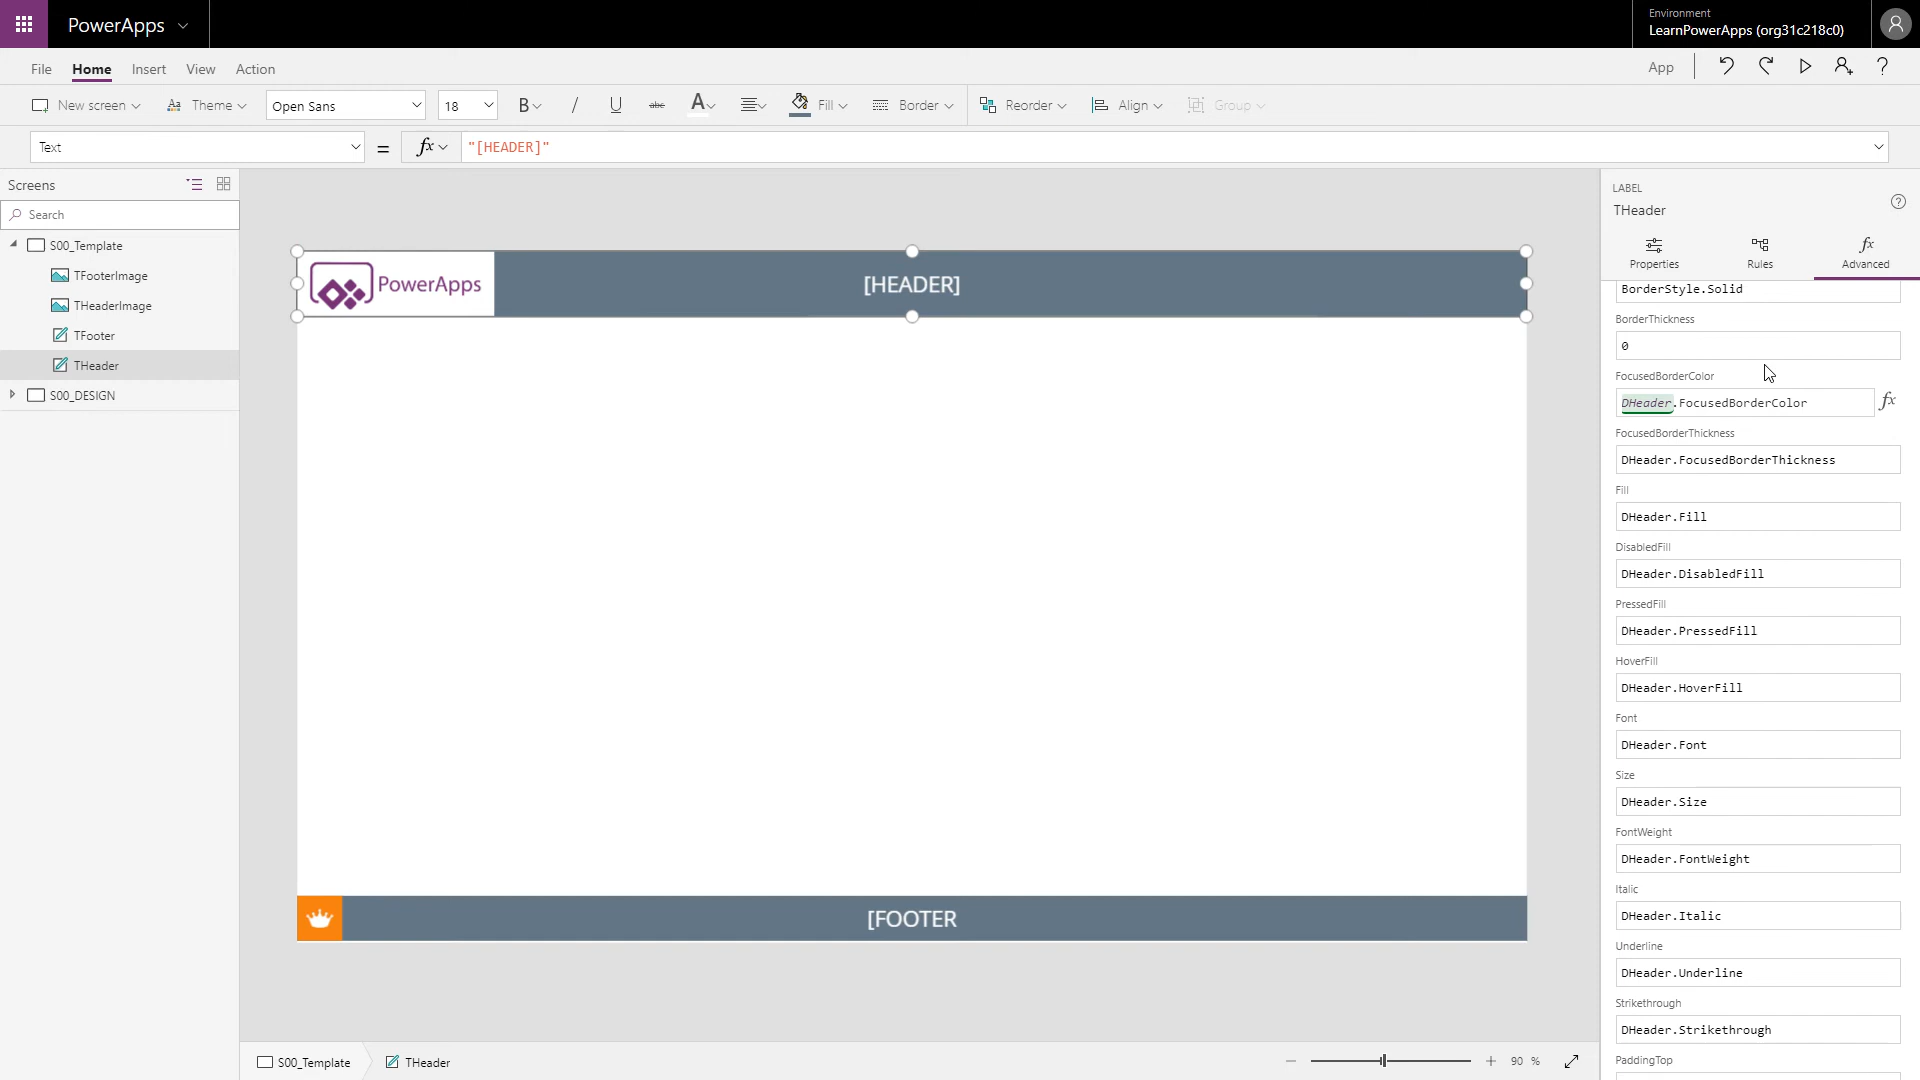 PowerApps
Environment
LearnPowerApps (org31c218c0)
File
Home
Insert
View
Action
App
New screen
Theme
Open Sans
18
B
/
U
abc
A
Fill
Border
Reorder
Align
Group
Text
=
fx
"[HEADER]"
Screens
Search
S00_Template
TFooterImage
THeaderImage
TFooter
THeader
S00_DESIGN
PowerApps
[HEADER]
[FOOTER
LABEL
THeader
Properties
Rules
fx
Advanced
BorderStyle.Solid
BorderThickness
0
FocusedBorderColor
DHeader.FocusedBorderColor
fx
FocusedBorderThickness
DHeader.FocusedBorderThickness
Fill
DHeader.Fill
DisabledFill
DHeader.DisabledFill
PressedFill
DHeader.PressedFill
HoverFill
DHeader.HoverFill
Font
DHeader.Font
Size
DHeader.Size
FontWeight
DHeader.FontWeight
Italic
DHeader.Italic
Underline
DHeader.Underline
Strikethrough
DHeader.Strikethrough
PaddingTop
S00_Template
THeader
90 %